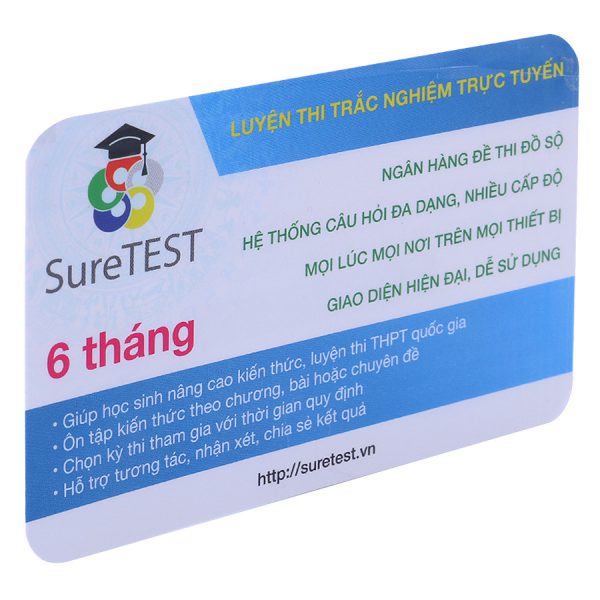 LUYỆN THI TRẮC NGHIỆM TRỰC TUYẾN
NGÂN HÀNG ĐỀ THI ĐỒ SỘ
HỆ THỐNG CÂU HỎI ĐA DẠNG, NHIỀU CẤP ĐỘ
MỌI LÚC MỌI NƠI TRÊN MỌI THIẾT BỊ
GIAO DIỆN HIỆN ĐẠI, DỄ SỬ DỤNG
SureTEST
6 tháng
• Giúp học sinh nâng cao kiến thức, luyện thi THPT quốc gia
• Ôn tập kiến thức theo chương, bài hoặc chuyên đề
• Chọn kỳ thi tham gia với thời gian quy định
• Hỗ trợ tương tác, nhận xét, chia sẻ kết quả
http://suretest.vn